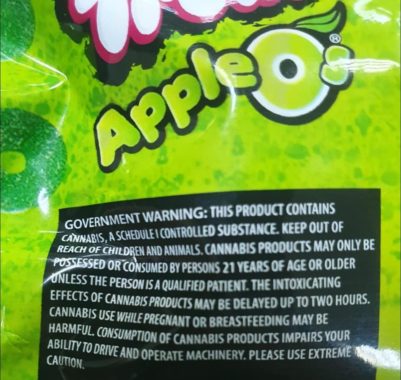 Apple O's®
GOVERNMENT WARNING: THIS PRODUCT CONTAINS
CANNABIS, A SCHEDULE I CONTROLLED SUBSTANCE. KEEP OUT OF
REACH OF CHILDREN AND ANIMALS. CANNABIS PRODUCTS MAY ONLY BE
POSSESSED OR CONSUMED BY PERSONS 21 YEARS OF AGE OR OLDER
UNLESS THE PERSON IS A QUALIFIED PATIENT. THE INTOXICATING
EFFECTS OF CANNABIS PRODUCTS MAY BE DELAYED UP TO TWO HOURS.
CANNABIS USE WHILE PREGNANT OR BREASTFEEDING MAY BE
HARMFUL. CONSUMPTION OF CANNABIS PRODUCTS IMPAIRS YOUR
ABILITY TO DRIVE AND OPERATE MACHINERY. PLEASE USE EXTREME
CAUTION.